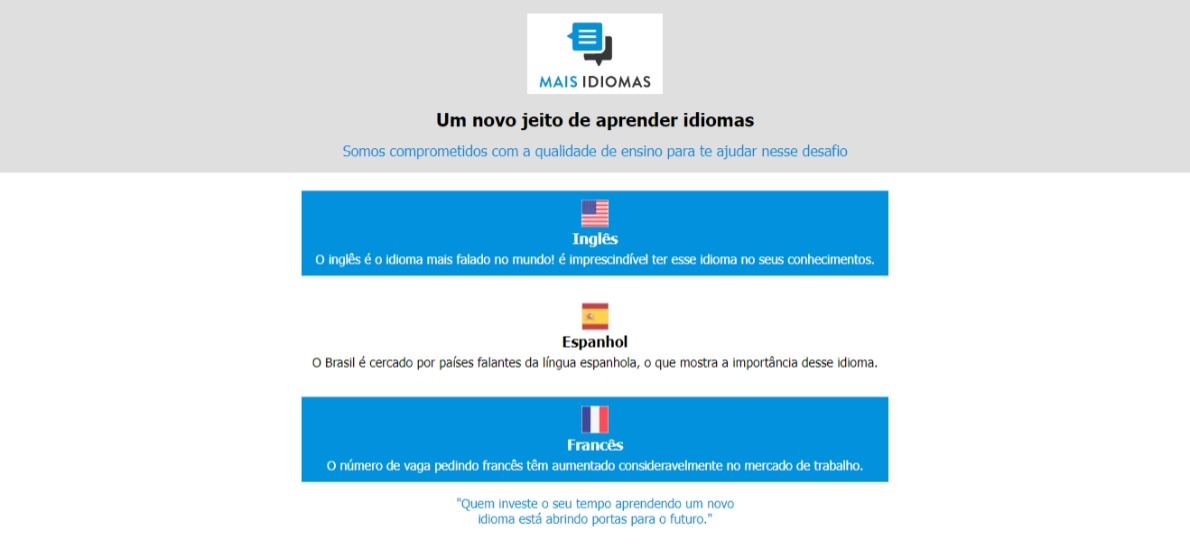 MAIS IDIOMAS
Um novo jeito de aprender idiomas
Somos comprometidos com a qualidade de ensino para te ajudar nesse desafio
Inglês
O inglês é o idioma mais falado no mundo! é imprescindível ter esse idioma no seus conhecimentos.
Espanhol
O Brasil é cercado por países falantes da língua espanhola, o que mostra a importância desse idioma.
Francês
O número de vaga pedindo francês têm aumentado consideravelmente no mercado de trabalho.
"Quem investe o seu tempo aprendendo um novo
idioma está abrindo portas para o futuro."